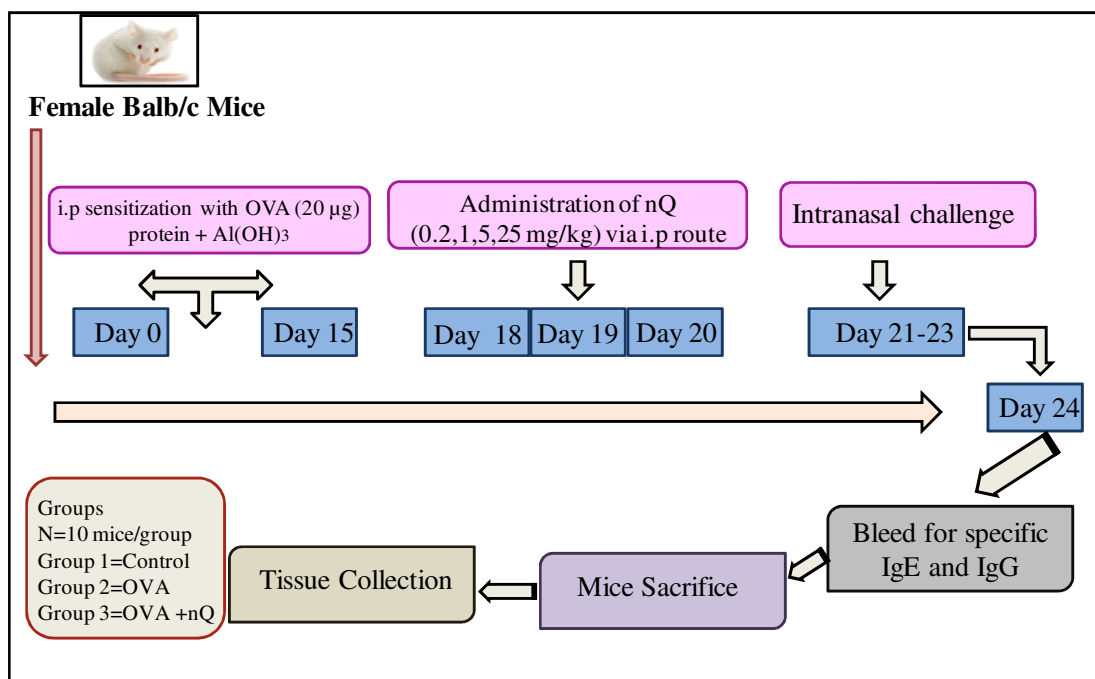 Female Balb/c Mice
i.p sensitization with OVA (20 µg)
protein + Al(OH)3
Administration of nQ
(0.2,1,5,25 mg/kg) via i.p route
Intranasal challenge
Day 0
Day 15
Day 18
Day 19
Day 20
Day 21-23
Day 24
Bleed for specific
IgE and IgG
Mice Sacrifice
Tissue Collection
Groups
N=10 mice/group
Group 1=Control
Group 2=OVA
Group 3=OVA +nQ